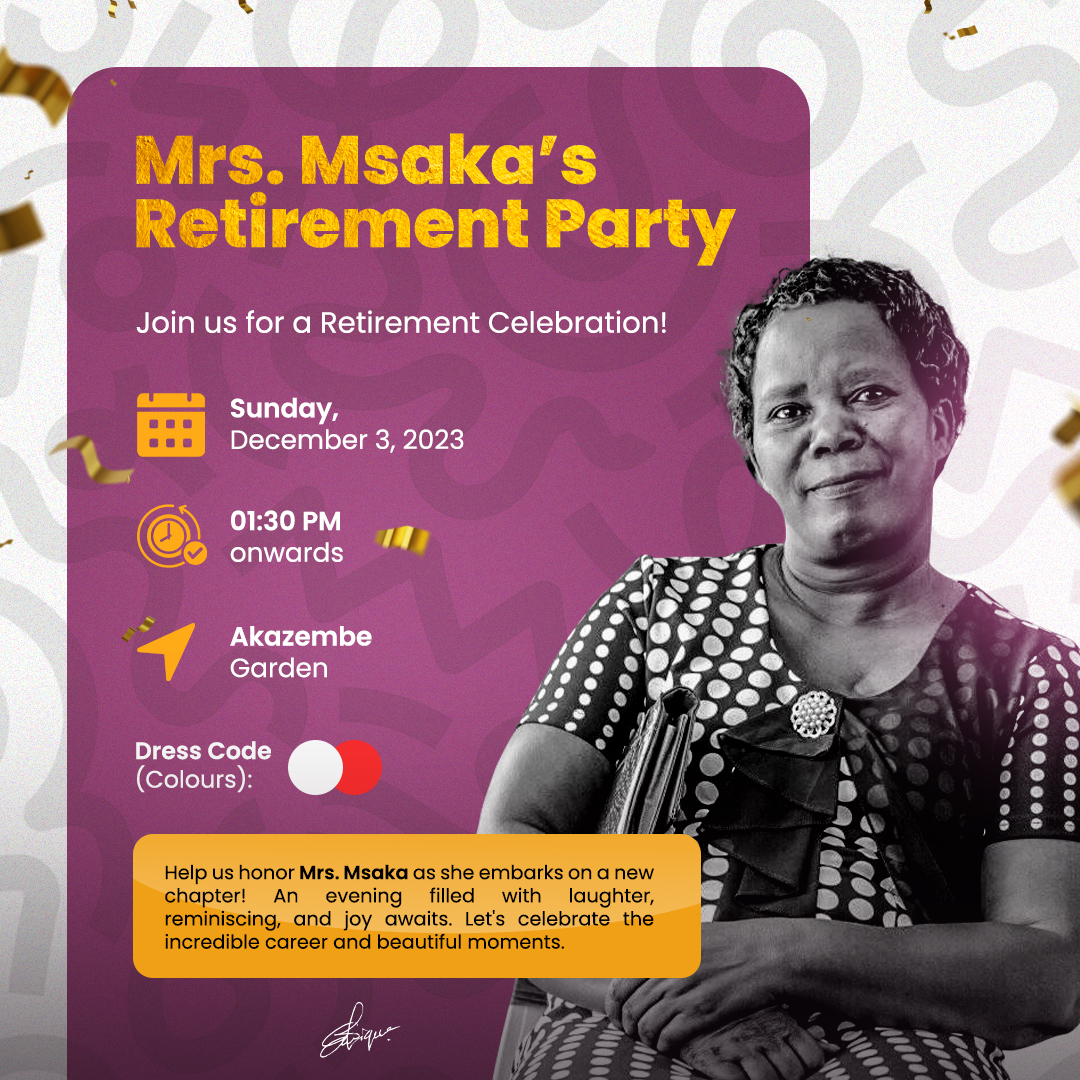 Mrs. Msaka’s
Retirement Party
Join us for a Retirement Celebration!
Sunday,
December 3, 2023
01:30 PM
onwards
Akazembe
Garden
Dress Code
(Colours):
Help us honor Mrs. Msaka as she embarks on a new
chapter! An evening filled with laughter,
reminiscing, and joy awaits. Let's celebrate the
incredible career and beautiful moments.